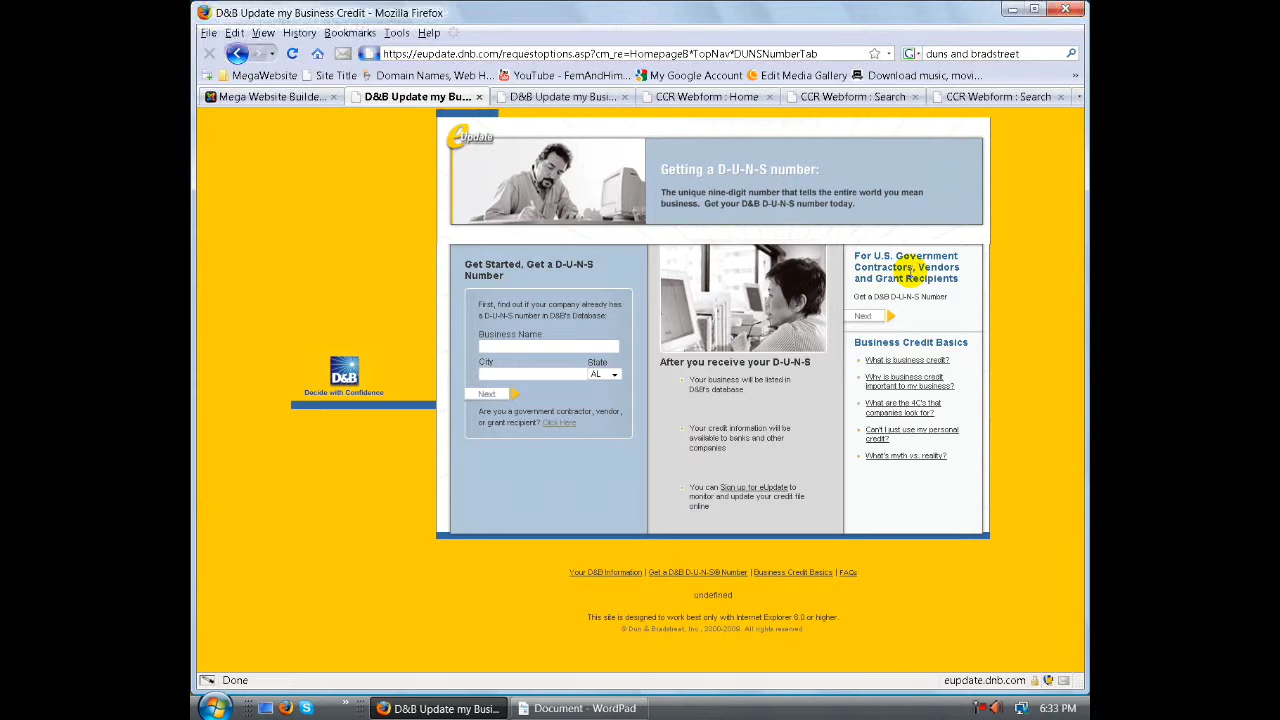 D&B Update my Business Credit - Mozilla Firefox
File Edit View History Bookmarks Tools Help
https://eupdate.dnb.com/requestoptions.asp?cm_re=HomepageB*TopNav*DUNSNumberTab
duns and bradstreet
MegaWebsite Site Title Domain Names, Web H... YouTube - FemAndHim... My Google Account Edit Media Gallery Download music, movi... »
Mega Website Builde... D&B Update my Bu... D&B Update my Busi... CCR Webform : Home CCR Webform : Search CCR Webform : Search
eUpdate
Getting a D-U-N-S number:
The unique nine-digit number that tells the entire world you mean
business. Get your D&B D-U-N-S number today.
Get Started, Get a D-U-N-S
Number
First, find out if your company already has
a D-U-N-S number in D&B's Database:
Business Name
City State
AL
Next
Are you a government contractor, vendor,
or grant recipient? Click Here
After you receive your D-U-N-S
Your business will be listed in
D&B's database
Your credit information will be
available to banks and other
companies
You can Sign up for eUpdate to
monitor and update your credit file
online
For U.S. Government
Contractors, Vendors
and Grant Recipients
Get a D&B D-U-N-S Number
Next
Business Credit Basics
What is business credit?
Why is business credit
important to my business?
What are the 4C's that
companies look for?
Can't I just use my personal
credit?
What's myth vs. reality?
D&B
Decide with Confidence
Your D&B Information | Get a D&B D-U-N-S® Number | Business Credit Basics | FAQs
undefined
This site is designed to work best only with Internet Explorer 6.0 or higher.
© Dun & Bradstreet, Inc., 2000-2009. All rights reserved
Done eupdate.dnb.com
» D&B Update my Busi... Document - WordPad 6:33 PM